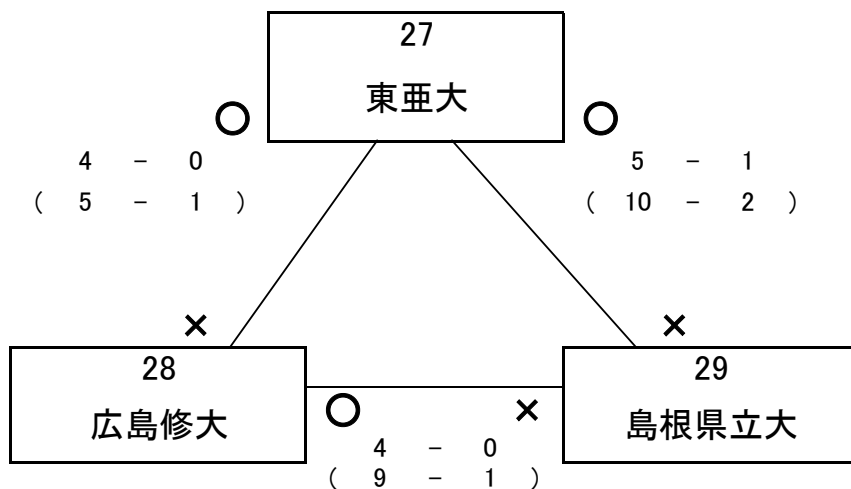 27
東亜大
○ ○
4 - 0
( 5 - 1 )
5 - 1
( 10 - 2 )
× ×
28
広島修大
29
島根県立大
○ ×
4 - 0
( 9 - 1 )